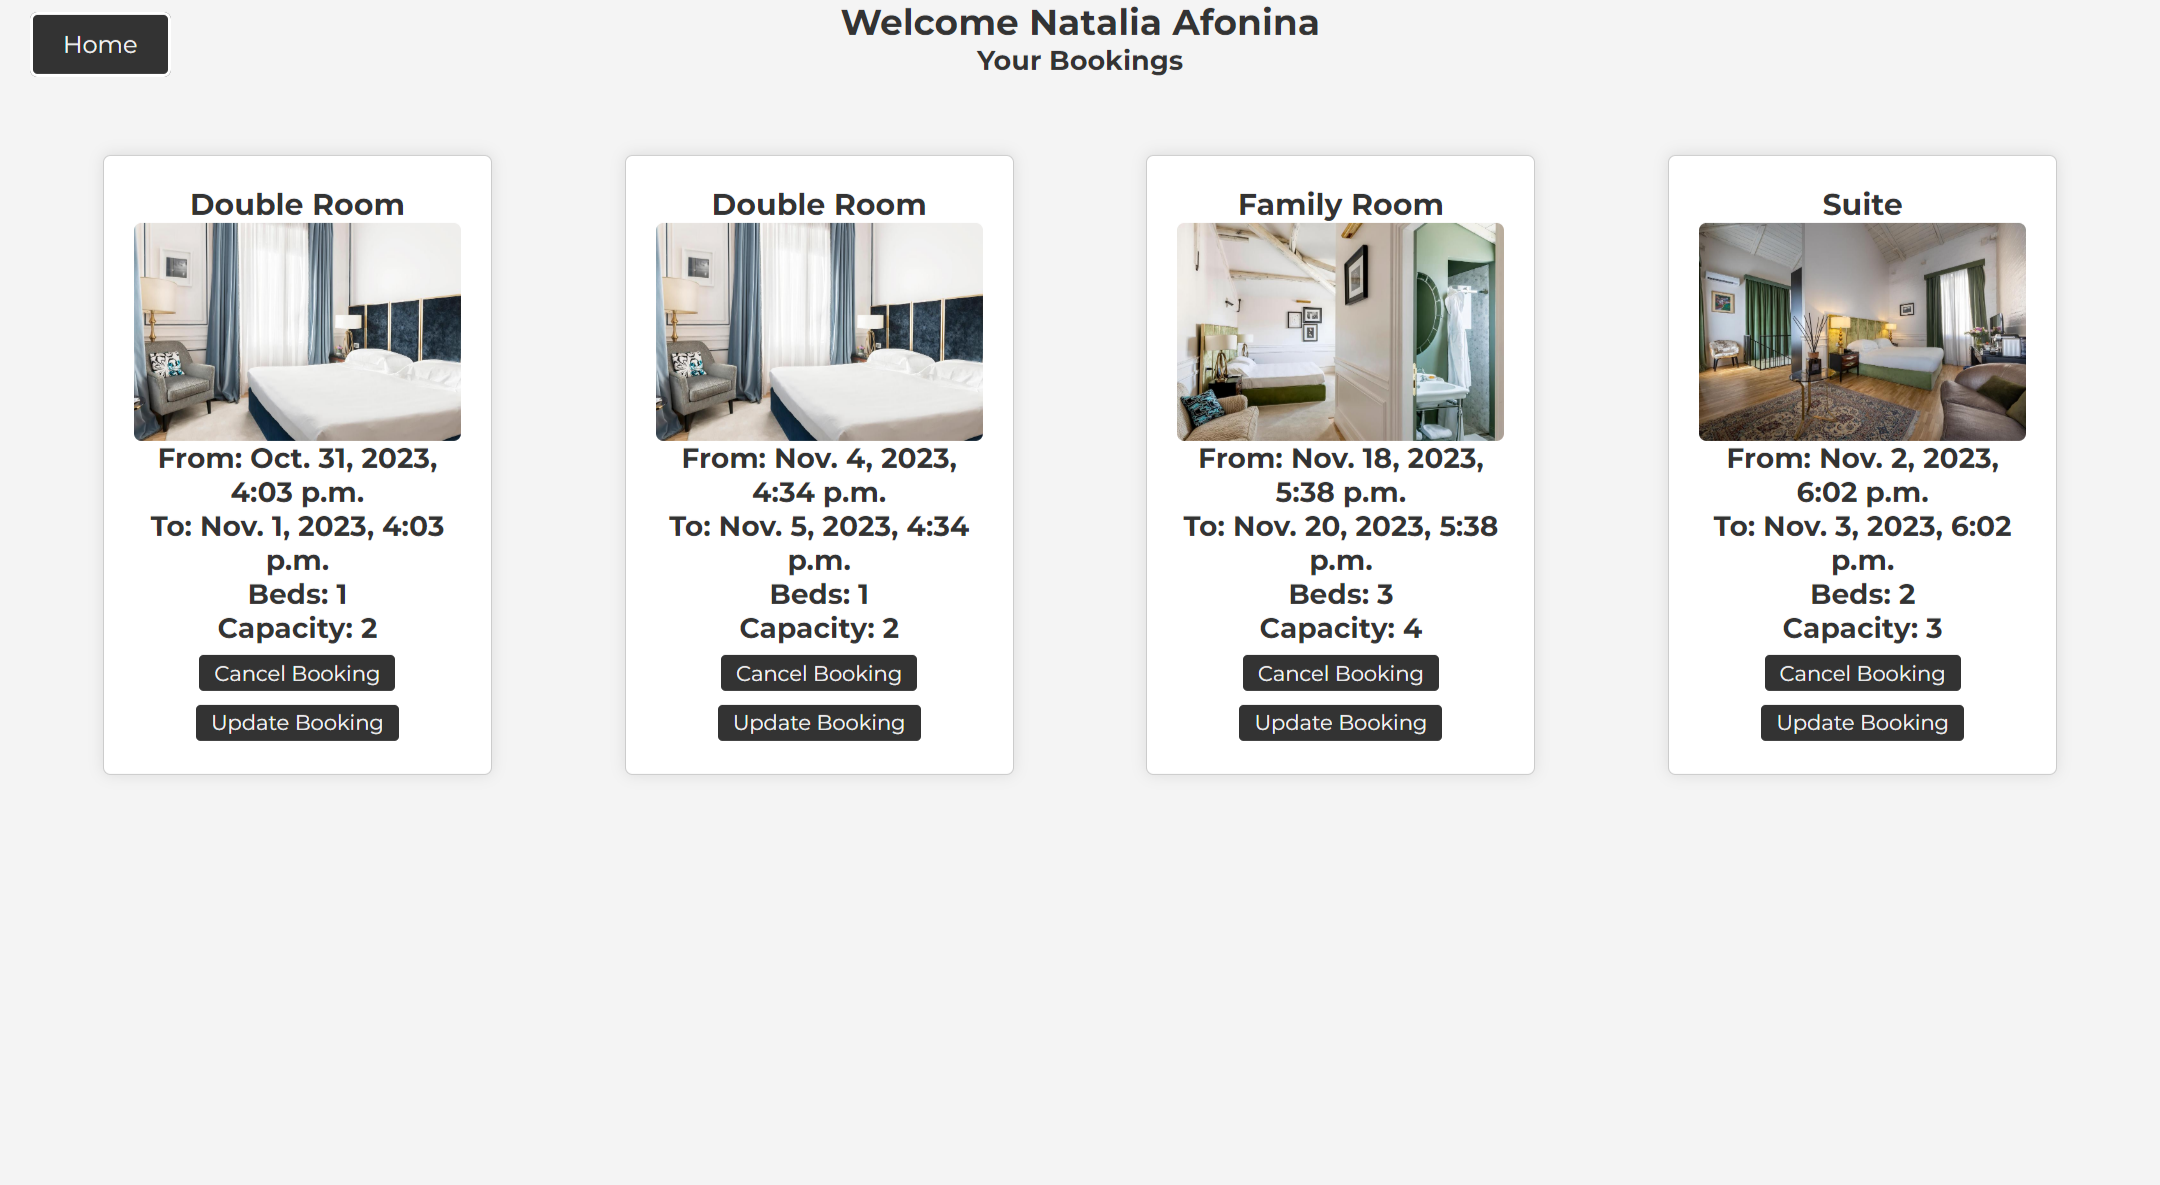 Home
Welcome Natalia Afonina
Your Bookings
Double Room
From: Oct. 31, 2023,
4:03 p.m.
To: Nov. 1, 2023, 4:03
p.m.
Beds: 1
Capacity: 2
Cancel Booking
Update Booking
Double Room
From: Nov. 4, 2023,
4:34 p.m.
To: Nov. 5, 2023, 4:34
p.m.
Beds: 1
Capacity: 2
Cancel Booking
Update Booking
Family Room
From: Nov. 18, 2023,
5:38 p.m.
To: Nov. 20, 2023, 5:38
p.m.
Beds: 3
Capacity: 4
Cancel Booking
Update Booking
Suite
From: Nov. 2, 2023,
6:02 p.m.
To: Nov. 3, 2023, 6:02
p.m.
Beds: 2
Capacity: 3
Cancel Booking
Update Booking